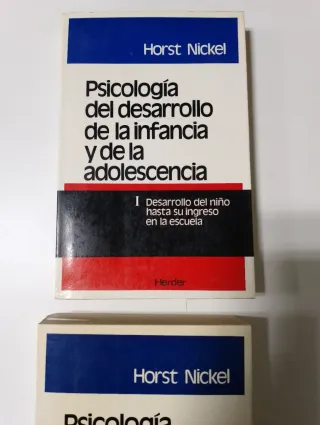 Horst Nickel
Psicología
del desarrollo
de la infancia
y de la
adolescencia
I Desarrollo del niño
hasta su ingreso
en la escuela
Herder
Horst Nickel
Psicología